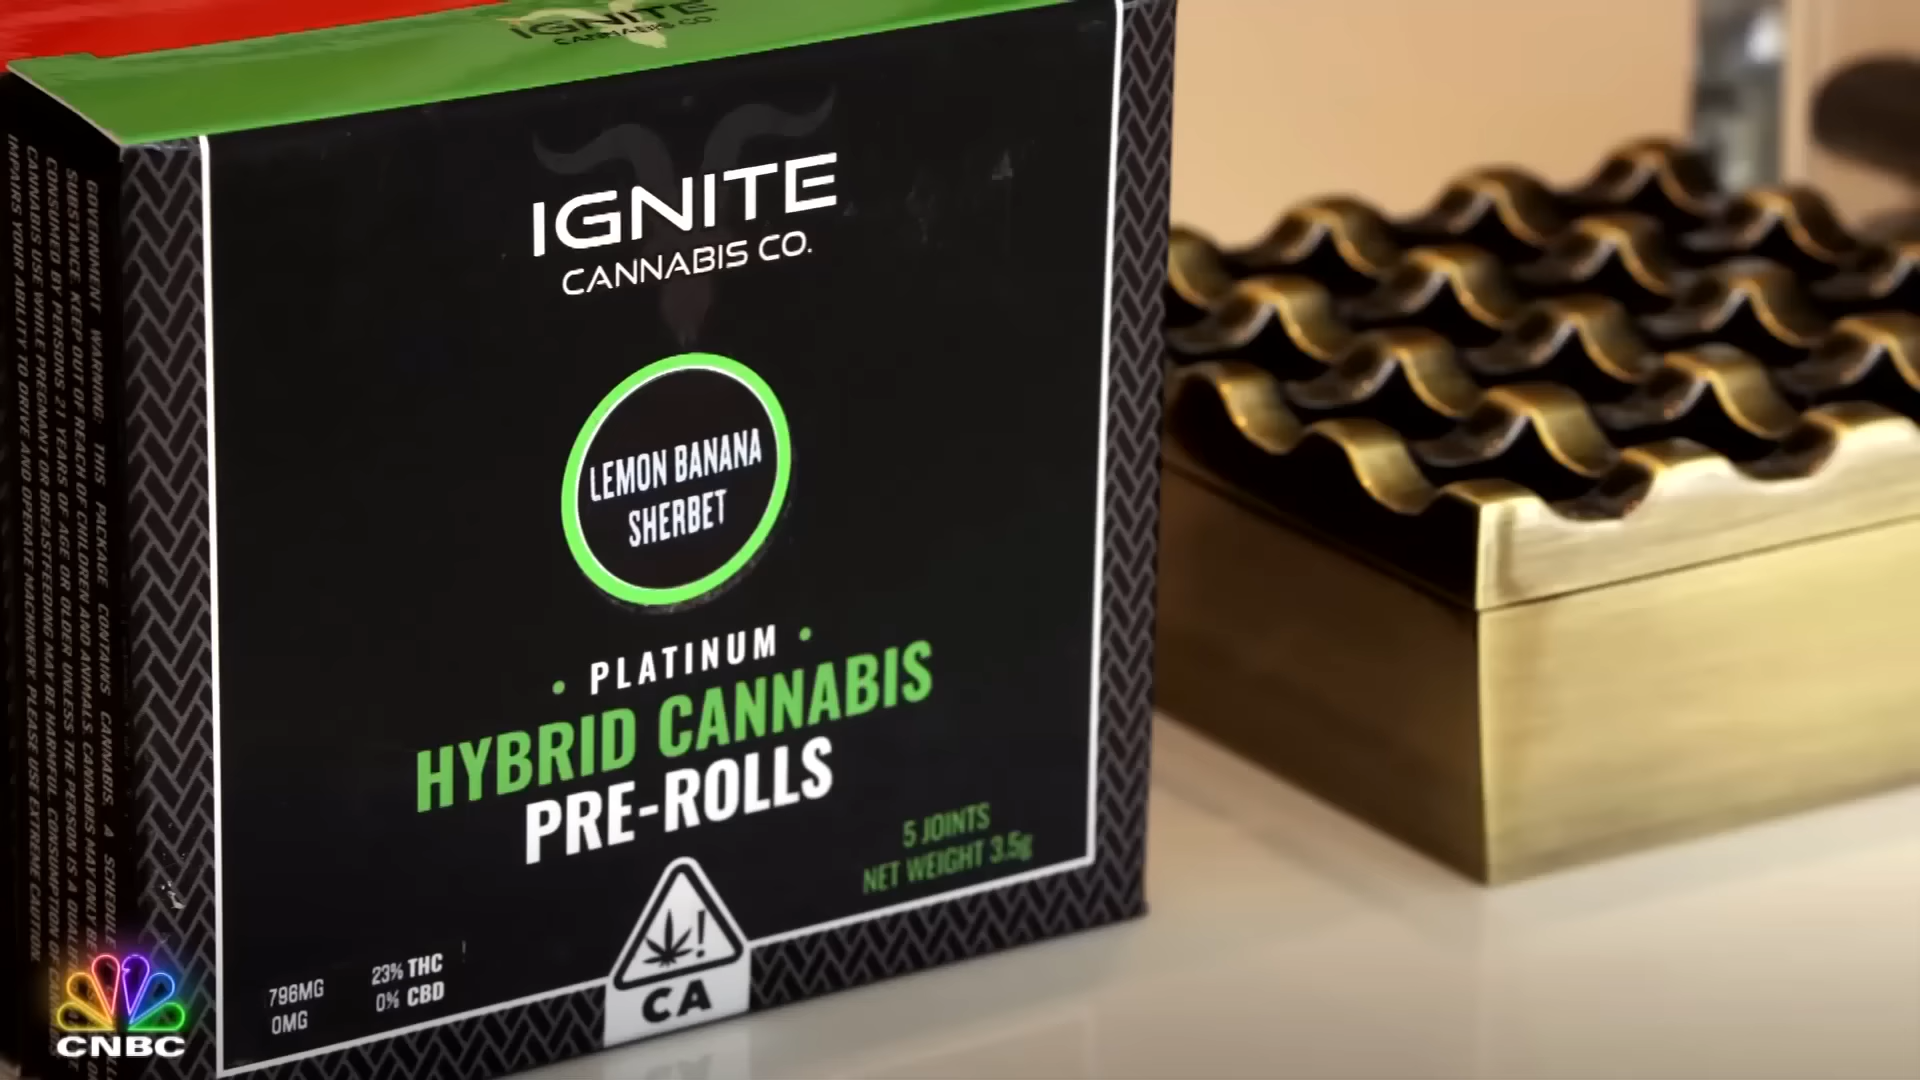 IGNITE
CANNABIS CO.
IGNITE
CANNABIS CO.
LEMON BANANA
SHERBET
• PLATINUM •
HYBRID CANNABIS
PRE-ROLLS
5 JOINTS
NET WEIGHT 3.5g
796MG 23% THC
0MG 0% CBD
CA
GOVERNMENT WARNING: THIS PACKAGE CONTAINS CANNABIS, A SCHEDULE
SUBSTANCE. KEEP OUT OF REACH OF CHILDREN AND ANIMALS. CANNABIS MAY ONLY BE
CONSUMED BY PERSONS 21 YEARS OF AGE OR OLDER UNLESS THE PERSON IS A
CANNABIS USE WHILE PREGNANT OR BREASTFEEDING MAY BE HARMFUL. CONSUMPTION OF
IMPAIRS YOUR ABILITY TO DRIVE AND OPERATE MACHINERY. PLEASE USE EXTREME CAUTION.
CNBC